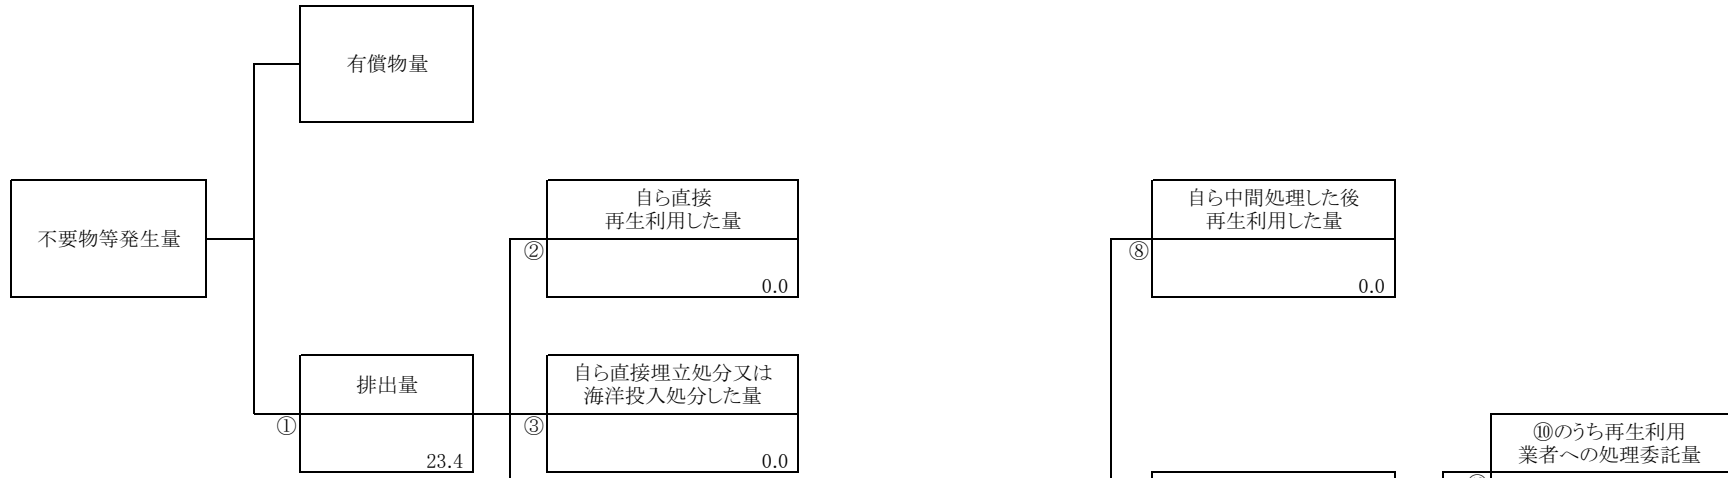 有償物量
不要物等発生量
自ら直接
再生利用した量
②
0.0
自ら中間処理した後
再生利用した量
⑧
0.0
排出量
①
23.4
自ら直接埋立処分又は
海洋投入処分した量
③
0.0
⑩のうち再生利用
業者への処理委託量